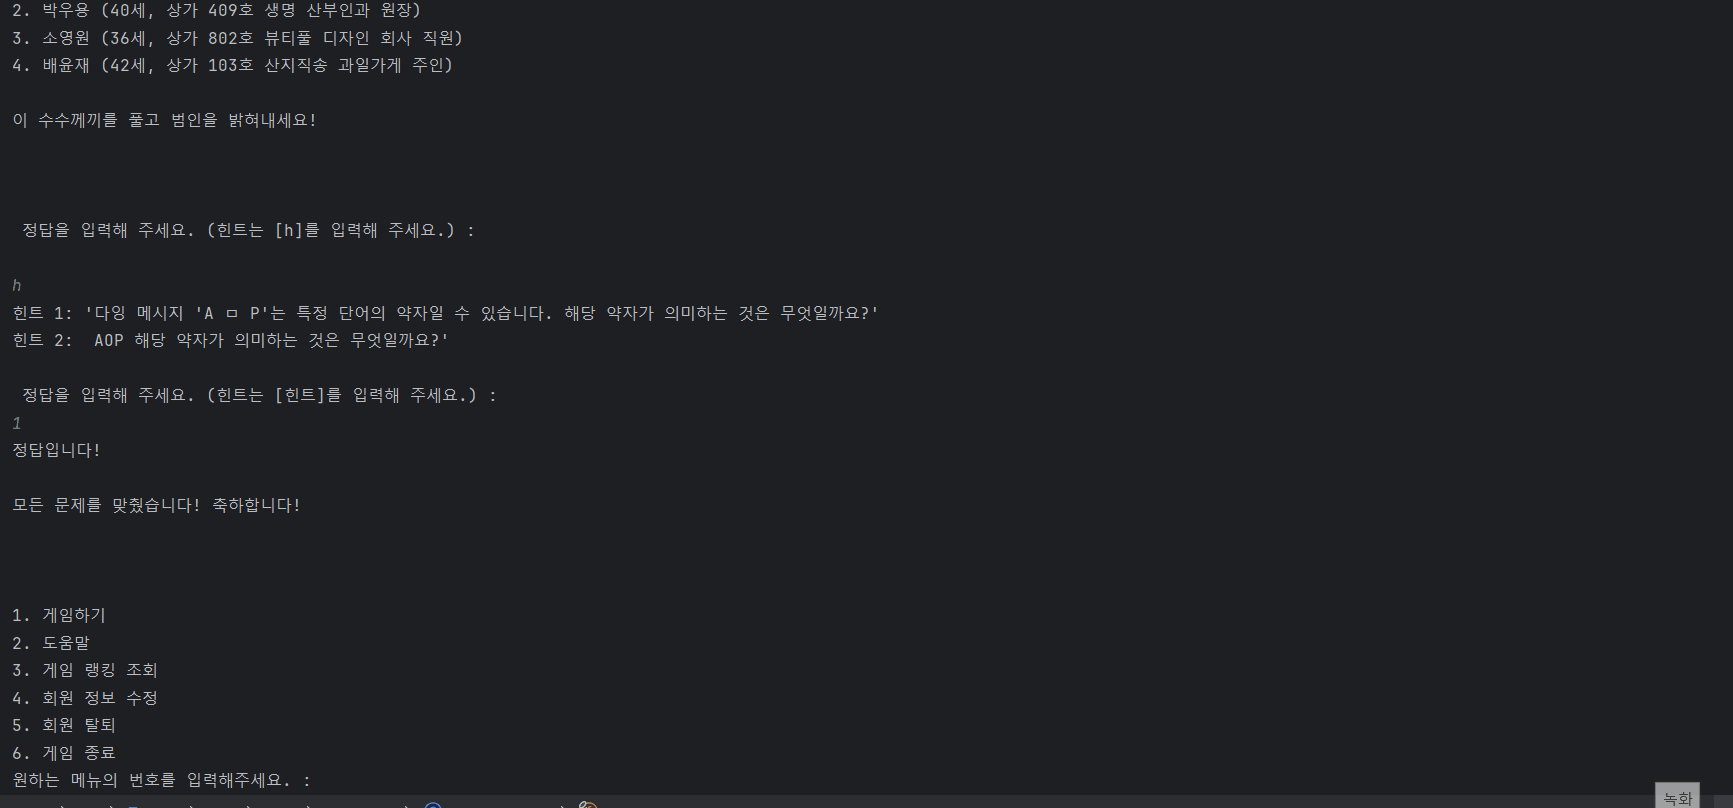 2. 박우용 (40세, 상가 409호 생명 산부인과 원장)
3. 소영원 (36세, 상가 802호 뷰티풀 디자인 회사 직원)
4. 배윤재 (42세, 상가 103호 산지직송 과일가게 주인)
이 수수께끼를 풀고 범인을 밝혀내세요!
정답을 입력해 주세요. (힌트는 [h]를 입력해 주세요.) :
h
힌트 1: '다잉 메시지 'A ㅁ P'는 특정 단어의 약자일 수 있습니다. 해당 약자가 의미하는 것은 무엇일까요?'
힌트 2:  AOP 해당 약자가 의미하는 것은 무엇일까요?'
정답을 입력해 주세요. (힌트는 [힌트]를 입력해 주세요.) :
1
정답입니다!
모든 문제를 맞췄습니다! 축하합니다!
1. 게임하기
2. 도움말
3. 게임 랭킹 조회
4. 회원 정보 수정
5. 회원 탈퇴
6. 게임 종료
원하는 메뉴의 번호를 입력해주세요. :
녹화